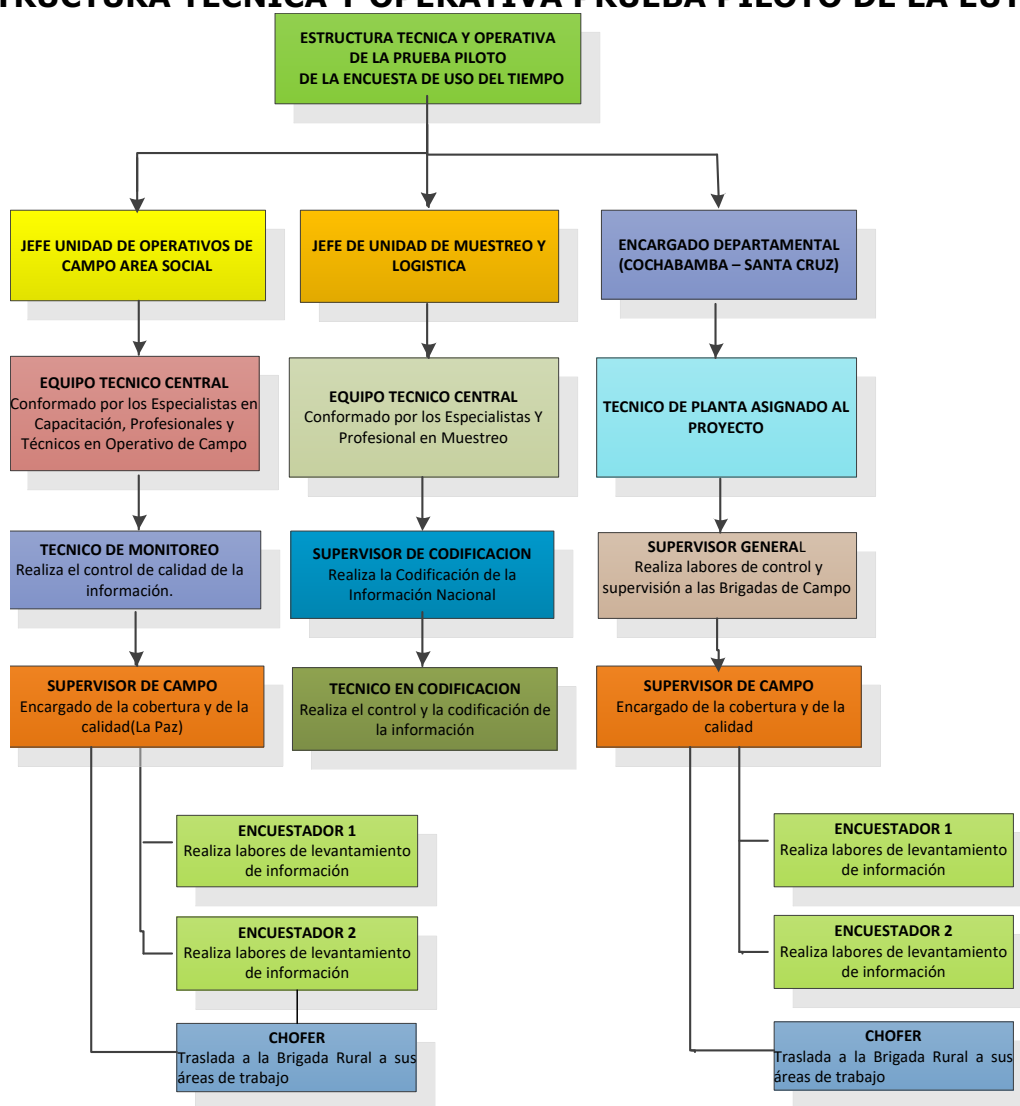 TRUCTURA TECNICA Y OPERATIVA PRUEBA PILOTO DE LA EUT
ESTRUCTURA TECNICA Y OPERATIVA
DE LA PRUEBA PILOTO
DE LA ENCUESTA DE USO DEL TIEMPO
JEFE UNIDAD DE OPERATIVOS DE
CAMPO AREA SOCIAL
JEFE DE UNIDAD DE MUESTREO Y
LOGISTICA
ENCARGADO DEPARTAMENTAL
(COCHABAMBA – SANTA CRUZ)
EQUIPO TECNICO CENTRAL
Conformado por los Especialistas en
Capacitación, Profesionales y
Técnicos en Operativo de Campo
EQUIPO TECNICO CENTRAL
Conformado por los Especialistas Y
Profesional en Muestreo
TECNICO DE PLANTA ASIGNADO AL
PROYECTO
TECNICO DE MONITOREO
Realiza el control de calidad de la
información.
SUPERVISOR DE CODIFICACION
Realiza la Codificación de la
Información Nacional
SUPERVISOR GENERAL
Realiza labores de control y
supervisión a las Brigadas de Campo
SUPERVISOR DE CAMPO
Encargado de la cobertura y de la
calidad(La Paz)
TECNICO EN CODIFICACION
Realiza el control y la codificación de
la información
SUPERVISOR DE CAMPO
Encargado de la cobertura y de la
calidad
ENCUESTADOR 1
Realiza labores de levantamiento
de información
ENCUESTADOR 2
Realiza labores de levantamiento
de información
CHOFER
Traslada a la Brigada Rural a sus
áreas de trabajo
ENCUESTADOR 1
Realiza labores de levantamiento
de información
ENCUESTADOR 2
Realiza labores de levantamiento
de información
CHOFER
Traslada a la Brigada Rural a sus
áreas de trabajo